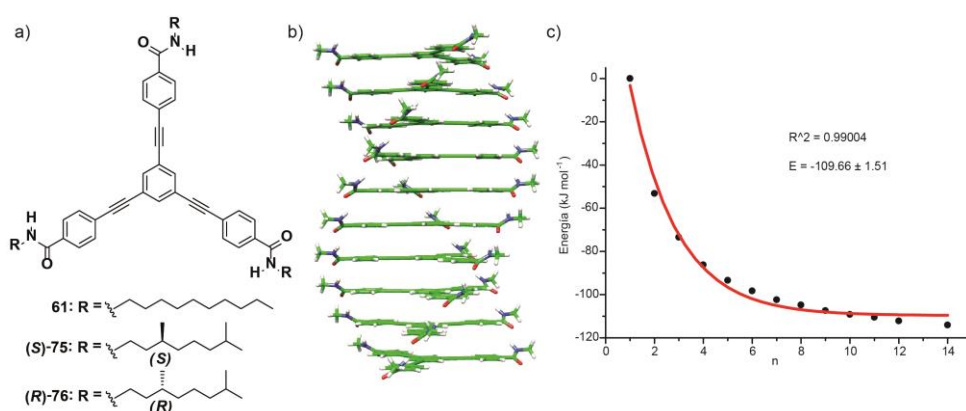 a)
R
O
N
H
H
N
R
O
O
N
H
R
61: R =
(S)-75: R =
(S)
(R)-76: R =
(R)
b)
c)
Energía (kJ mol⁻¹)
0
-20
-40
-60
-80
-100
-120
0
2
4
6
8
10
12
14
n
R^2 = 0.99004
E = -109.66 ± 1.51